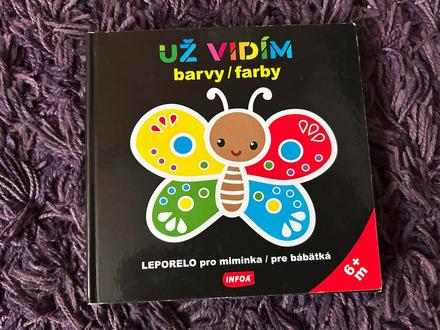 UŽ VIDÍM
barvy/farby
LEPORELO pro miminka / pre bábätká
INFOA
6+
m